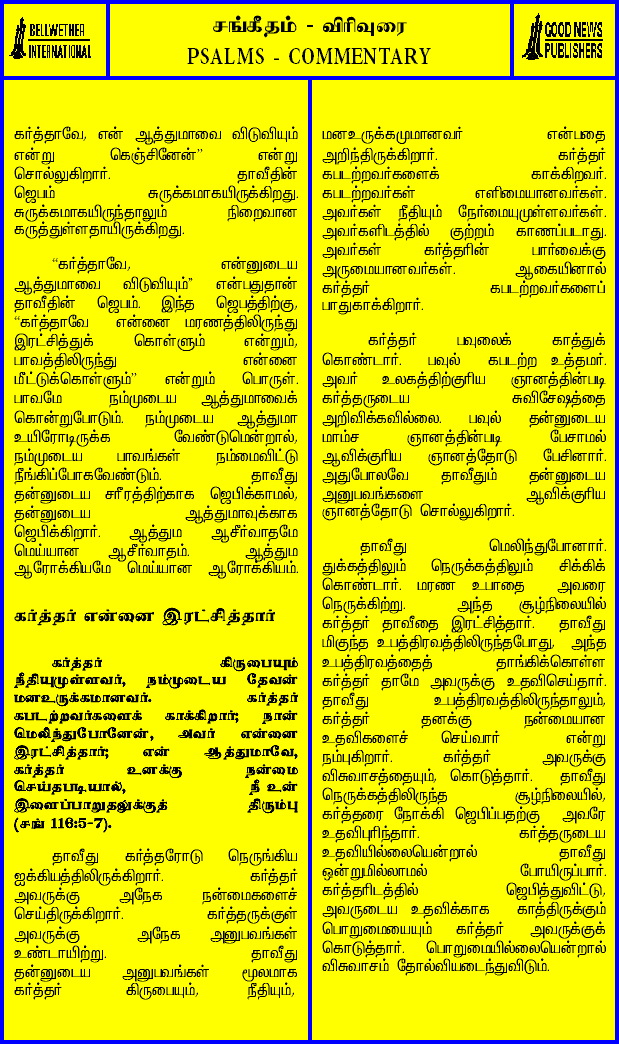 BELLWETHER
INTERNATIONAL
சங்கீதம் - விரிவுரை
PSALMS - COMMENTARY
GOOD NEWS
PUBLISHERS
கர்த்தாவே, என் ஆத்துமாவை விடுவியும்
என்று கெஞ்சினேன்” என்று
சொல்லுகிறார். தாவீதின்
ஜெபம் சுருக்கமாகயிருக்கிறது.
சுருக்கமாகயிருந்தாலும் நிறைவான
கருத்துள்ளதாயிருக்கிறது.
“கர்த்தாவே, என்னுடைய
ஆத்துமாவை விடுவியும்” என்பதுதான்
தாவீதின் ஜெபம். இந்த ஜெபத்திற்கு,
“கர்த்தாவே என்னை மரணத்திலிருந்து
இரட்சித்துக் கொள்ளும் என்றும்,
பாவத்திலிருந்து என்னை
மீட்டுக்கொள்ளும்” என்றும் பொருள்.
பாவமே நம்முடைய ஆத்துமாவைக்
கொன்றுபோடும். நம்முடைய ஆத்துமா
உயிரோடிருக்க வேண்டுமென்றால்,
நம்முடைய பாவங்கள் நம்மைவிட்டு
நீங்கிப்போகவேண்டும். தாவீது
தன்னுடைய சரீரத்திற்காக ஜெபிக்காமல்,
தன்னுடைய ஆத்துமாவுக்காக
ஜெபிக்கிறார். ஆத்தும ஆசீர்வாதமே
மெய்யான ஆசீர்வாதம். ஆத்தும
ஆரோக்கியமே மெய்யான ஆரோக்கியம்.
கர்த்தர் என்னை இரட்சித்தார்
கர்த்தர் கிருபையும்
நீதியுமுள்ளவர், நம்முடைய தேவன்
மனஉருக்கமானவர். கர்த்தர்
கபடற்றவர்களைக் காக்கிறார்; நான்
மெலிந்துபோனேன், அவர் என்னை
இரட்சித்தார்; என் ஆத்துமாவே,
கர்த்தர் உனக்கு நன்மை
செய்தபடியால், நீ உன்
இளைப்பாறுதலுக்குத் திரும்பு
(சங் 116:5-7).
தாவீது கர்த்தரோடு நெருங்கிய
ஐக்கியத்திலிருக்கிறார். கர்த்தர்
அவருக்கு அநேக நன்மைகளைச்
செய்திருக்கிறார். கர்த்தருக்குள்
அவருக்கு அநேக அனுபவங்கள்
உண்டாயிற்று. தாவீது
தன்னுடைய அனுபவங்கள் மூலமாக
கர்த்தர் கிருபையும், நீதியும்,
மனஉருக்கமுமானவர் என்பதை
அறிந்திருக்கிறார். கர்த்தர்
கபடற்றவர்களைக் காக்கிறவர்.
கபடற்றவர்கள் எளிமையானவர்கள்.
அவர்கள் நீதியும் நேர்மையுமுள்ளவர்கள்.
அவர்களிடத்தில் குற்றம் காணப்படாது.
அவர்கள் கர்த்தரின் பார்வைக்கு
அருமையானவர்கள். ஆகையினால்
கர்த்தர் கபடற்றவர்களைப்
பாதுகாக்கிறார்.
கர்த்தர் பவுலைக் காத்துக்
கொண்டார். பவுல் கபடற்ற உத்தமர்.
அவர் உலகத்திற்குரிய ஞானத்தின்படி
கர்த்தருடைய சுவிசேஷத்தை
அறிவிக்கவில்லை. பவுல் தன்னுடைய
மாம்ச ஞானத்தின்படி பேசாமல்
ஆவிக்குரிய ஞானத்தோடு பேசினார்.
அதுபோலவே தாவீதும் தன்னுடைய
அனுபவங்களை ஆவிக்குரிய
ஞானத்தோடு சொல்லுகிறார்.
தாவீது மெலிந்துபோனார்.
துக்கத்திலும் நெருக்கத்திலும் சிக்கிக்
கொண்டார். மரண உபாதை அவரை
நெருக்கிற்று. அந்த சூழ்நிலையில்
கர்த்தர் தாவீதை இரட்சித்தார். தாவீது
மிகுந்த உபத்திரவத்திலிருந்தபோது, அந்த
உபத்திரவத்தைத் தாங்கிக்கொள்ள
கர்த்தர் தாமே அவருக்கு உதவிசெய்தார்.
தாவீது உபத்திரவத்திலிருந்தாலும்,
கர்த்தர் தனக்கு நன்மையான
உதவிகளைச் செய்வார் என்று
நம்புகிறார். கர்த்தர் அவருக்கு
விசுவாசத்தையும், கொடுத்தார். தாவீது
நெருக்கத்திலிருந்த சூழ்நிலையில்,
கர்த்தரை நோக்கி ஜெபிப்பதற்கு அவரே
உதவிபுரிந்தார். கர்த்தருடைய
உதவியில்லையென்றால் தாவீது
ஒன்றுமில்லாமல் போயிருப்பார்.
கர்த்தரிடத்தில் ஜெபித்துவிட்டு,
அவருடைய உதவிக்காக காத்திருக்கும்
பொறுமையையும் கர்த்தர் அவருக்குக்
கொடுத்தார். பொறுமையில்லையென்றால்
விசுவாசம் தோல்வியடைந்துவிடும்.